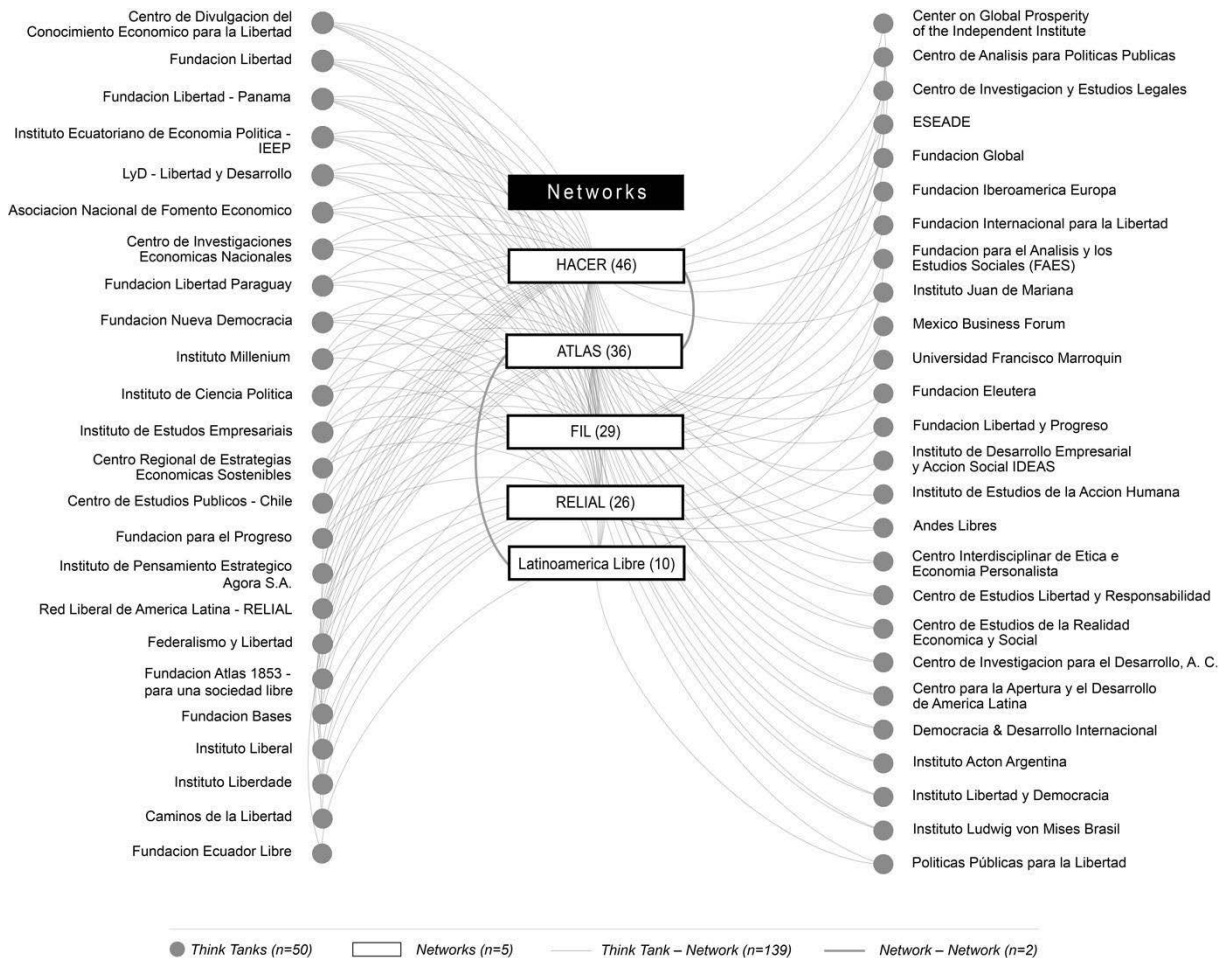 Centro de Divulgacion del
Conocimiento Economico para la Libertad
Fundacion Libertad
Fundacion Libertad - Panama
Instituto Ecuatoriano de Economia Politica -
IEEP
LyD - Libertad y Desarrollo
Asociacion Nacional de Fomento Economico
Centro de Investigaciones
Economicas Nacionales
Fundacion Libertad Paraguay
Fundacion Nueva Democracia
Instituto Millenium
Instituto de Ciencia Politica
Instituto de Estudos Empresariais
Centro Regional de Estrategias
Economicas Sostenibles
Centro de Estudios Publicos - Chile
Fundacion para el Progreso
Instituto de Pensamiento Estrategico
Agora S.A.
Red Liberal de America Latina - RELIAL
Federalismo y Libertad
Fundacion Atlas 1853 -
para una sociedad libre
Fundacion Bases
Instituto Liberal
Instituto Liberdade
Caminos de la Libertad
Fundacion Ecuador Libre
Networks
HACER (46)
ATLAS (36)
FIL (29)
RELIAL (26)
Latinoamerica Libre (10)
Center on Global Prosperity
of the Independent Institute
Centro de Analisis para Politicas Publicas
Centro de Investigacion y Estudios Legales
ESEADE
Fundacion Global
Fundacion Iberoamerica Europa
Fundacion Internacional para la Libertad
Fundacion para el Analisis y los
Estudios Sociales (FAES)
Instituto Juan de Mariana
Mexico Business Forum
Universidad Francisco Marroquin
Fundacion Eleutera
Fundacion Libertad y Progreso
Instituto de Desarrollo Empresarial
y Accion Social IDEAS
Instituto de Estudios de la Accion Humana
Andes Libres
Centro Interdisciplinar de Etica e
Economia Personalista
Centro de Estudios Libertad y Responsabilidad
Centro de Estudios de la Realidad
Economica y Social
Centro de Investigacion para el Desarrollo, A. C.
Centro para la Apertura y el Desarrollo
de America Latina
Democracia & Desarrollo Internacional
Instituto Acton Argentina
Instituto Libertad y Democracia
Instituto Ludwig von Mises Brasil
Politicas Públicas para la Libertad
Think Tanks (n=50)
Networks (n=5)
Think Tank – Network (n=139)
Network – Network (n=2)